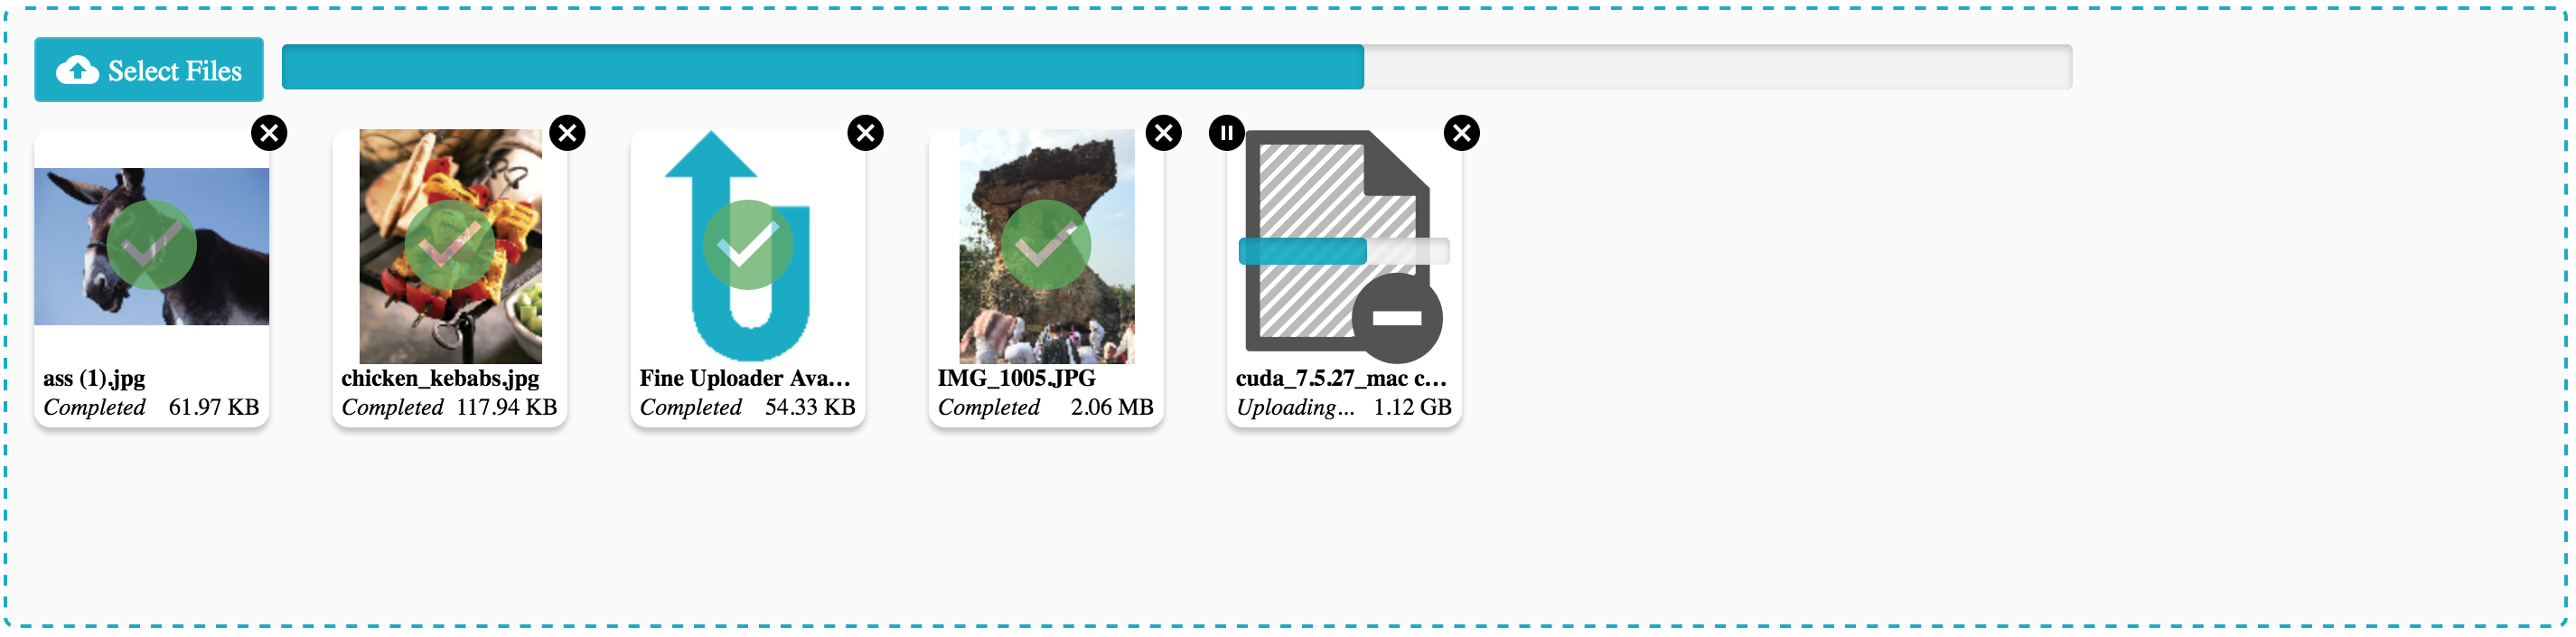 Select Files
ass (1).jpg
Completed 61.97 KB
chicken_kebabs.jpg
Completed 117.94 KB
Fine Uploader Ava...
Completed 54.33 KB
IMG_1005.JPG
Completed 2.06 MB
cuda_7.5.27_mac c...
Uploading... 1.12 GB